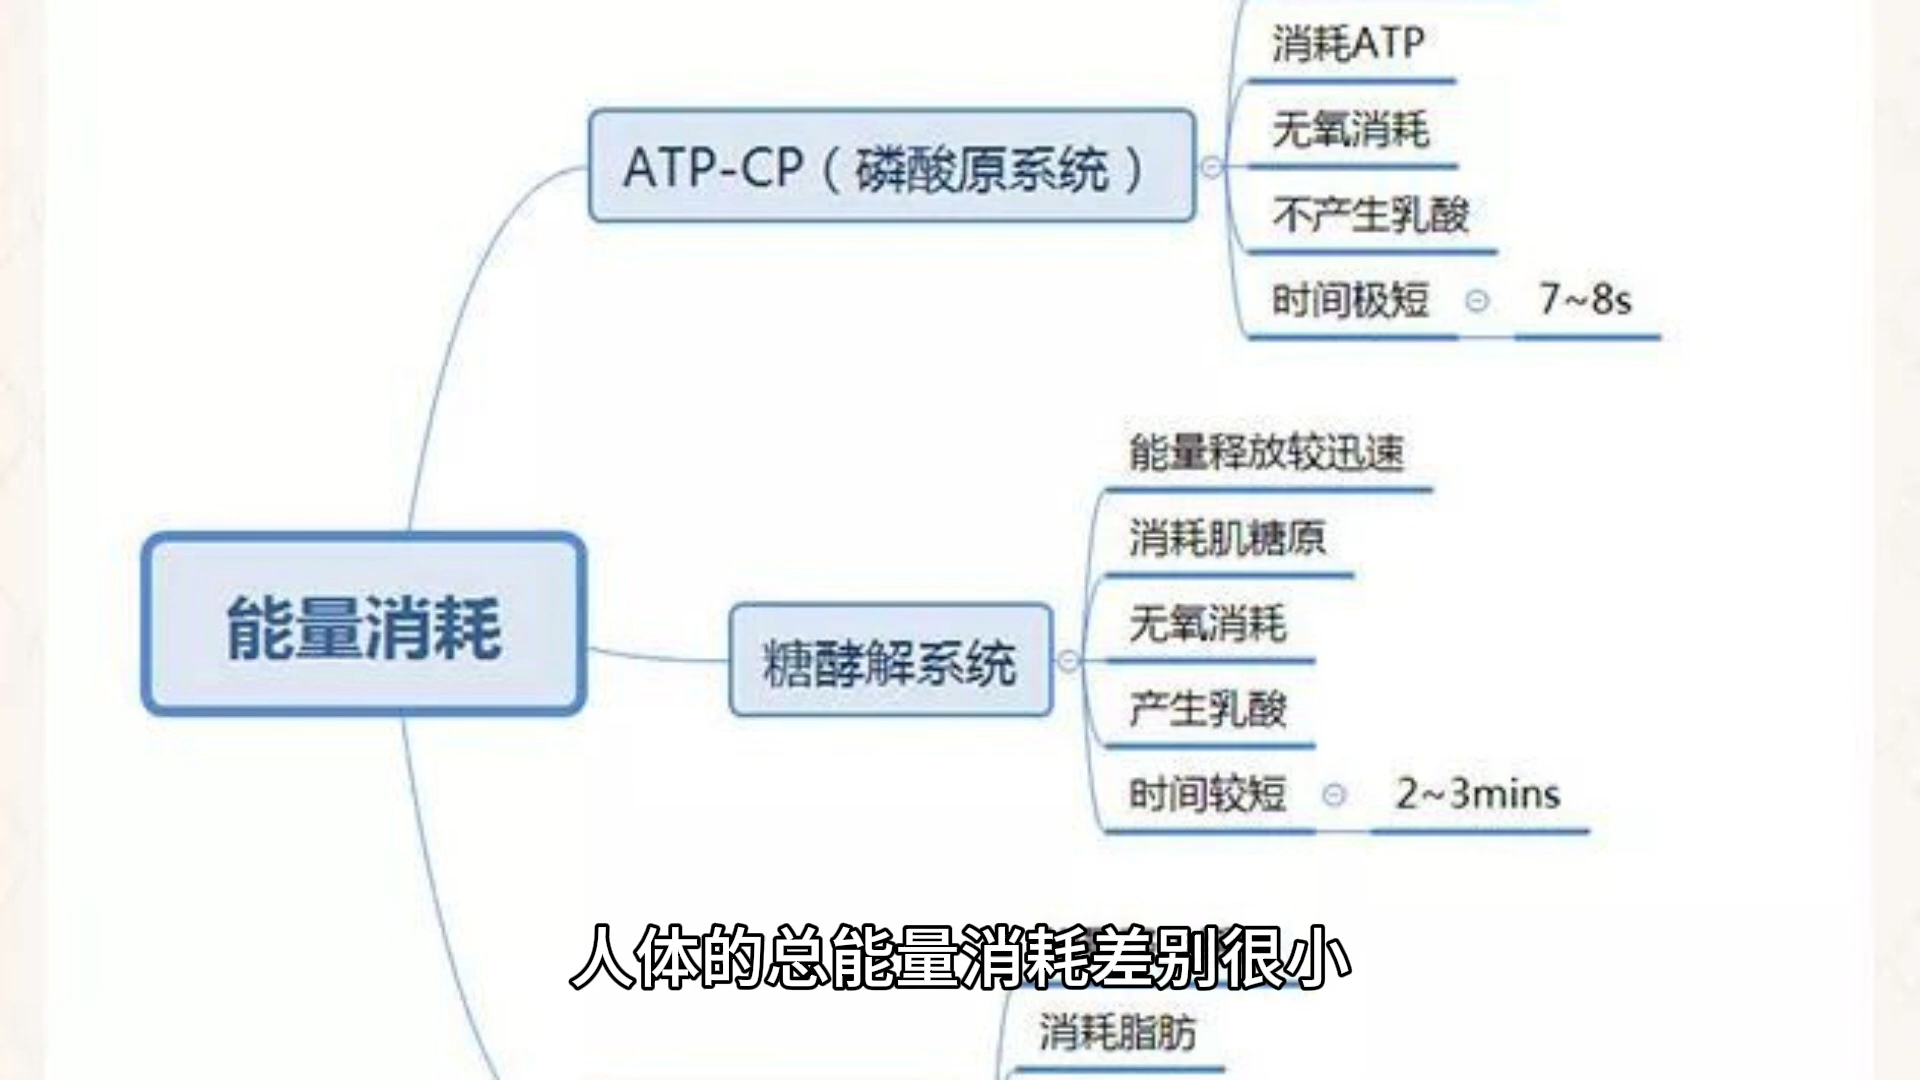 消耗ATP
无氧消耗
ATP-CP（磷酸原系统）
不产生乳酸
时间极短 7~8s
能量释放较迅速
消耗肌糖原
无氧消耗
能量消耗
糖酵解系统
产生乳酸
时间较短 2~3mins
人体的总能量消耗差别很小
消耗脂肪